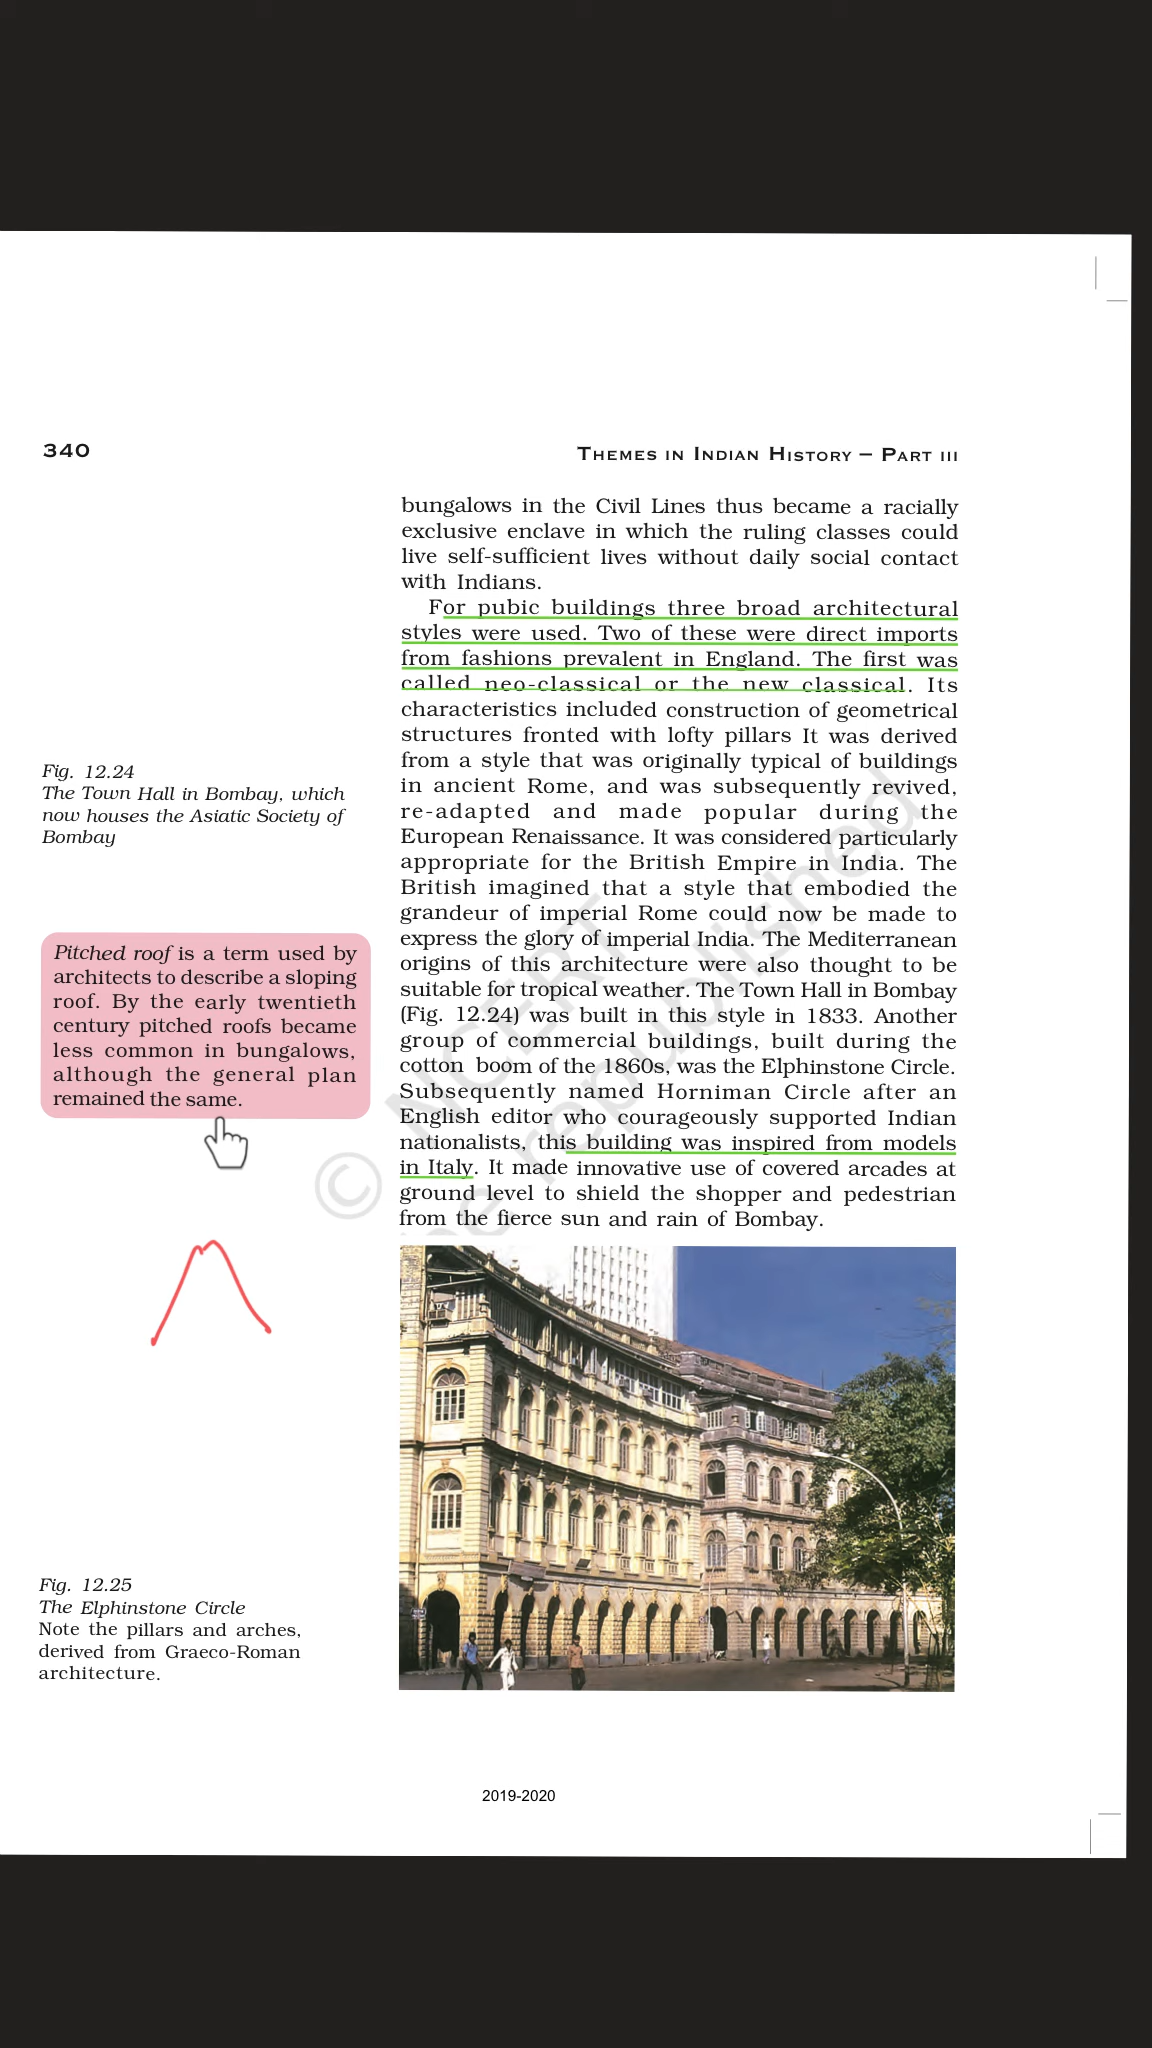 340
THEMES IN INDIAN HISTORY – PART III
bungalows in the Civil Lines thus became a racially
exclusive enclave in which the ruling classes could
live self-sufficient lives without daily social contact
with Indians.
For pubic buildings three broad architectural
styles were used. Two of these were direct imports
from fashions prevalent in England. The first was
called neo-classical or the new classical. Its
characteristics included construction of geometrical
structures fronted with lofty pillars It was derived
from a style that was originally typical of buildings
in ancient Rome, and was subsequently revived,
re-adapted and made popular during the
European Renaissance. It was considered particularly
appropriate for the British Empire in India. The
British imagined that a style that embodied the
grandeur of imperial Rome could now be made to
express the glory of imperial India. The Mediterranean
origins of this architecture were also thought to be
suitable for tropical weather. The Town Hall in Bombay
(Fig. 12.24) was built in this style in 1833. Another
group of commercial buildings, built during the
cotton boom of the 1860s, was the Elphinstone Circle.
Subsequently named Horniman Circle after an
English editor who courageously supported Indian
nationalists, this building was inspired from models
in Italy. It made innovative use of covered arcades at
ground level to shield the shopper and pedestrian
from the fierce sun and rain of Bombay.
Fig. 12.24
The Town Hall in Bombay, which
now houses the Asiatic Society of
Bombay
Pitched roof is a term used by
architects to describe a sloping
roof. By the early twentieth
century pitched roofs became
less common in bungalows,
although the general plan
remained the same.
Fig. 12.25
The Elphinstone Circle
Note the pillars and arches,
derived from Graeco-Roman
architecture.
© NCERT
be republished
2019-2020